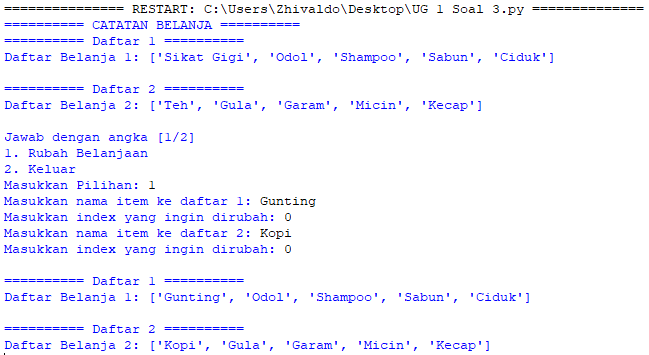 =============== RESTART: C:\Users\Zhivaldo\Desktop\UG 1 Soal 3.py ==============
========== CATATAN BELANJA ==========
========== Daftar 1 ==========
Daftar Belanja 1: ['Sikat Gigi', 'Odol', 'Shampoo', 'Sabun', 'Ciduk']
========== Daftar 2 ==========
Daftar Belanja 2: ['Teh', 'Gula', 'Garam', 'Micin', 'Kecap']
Jawab dengan angka [1/2]
1. Rubah Belanjaan
2. Keluar
Masukkan Pilihan: 1
Masukkan nama item ke daftar 1: Gunting
Masukkan index yang ingin dirubah: 0
Masukkan nama item ke daftar 2: Kopi
Masukkan index yang ingin dirubah: 0
========== Daftar 1 ==========
Daftar Belanja 1: ['Gunting', 'Odol', 'Shampoo', 'Sabun', 'Ciduk']
========== Daftar 2 ==========
Daftar Belanja 2: ['Kopi', 'Gula', 'Garam', 'Micin', 'Kecap']